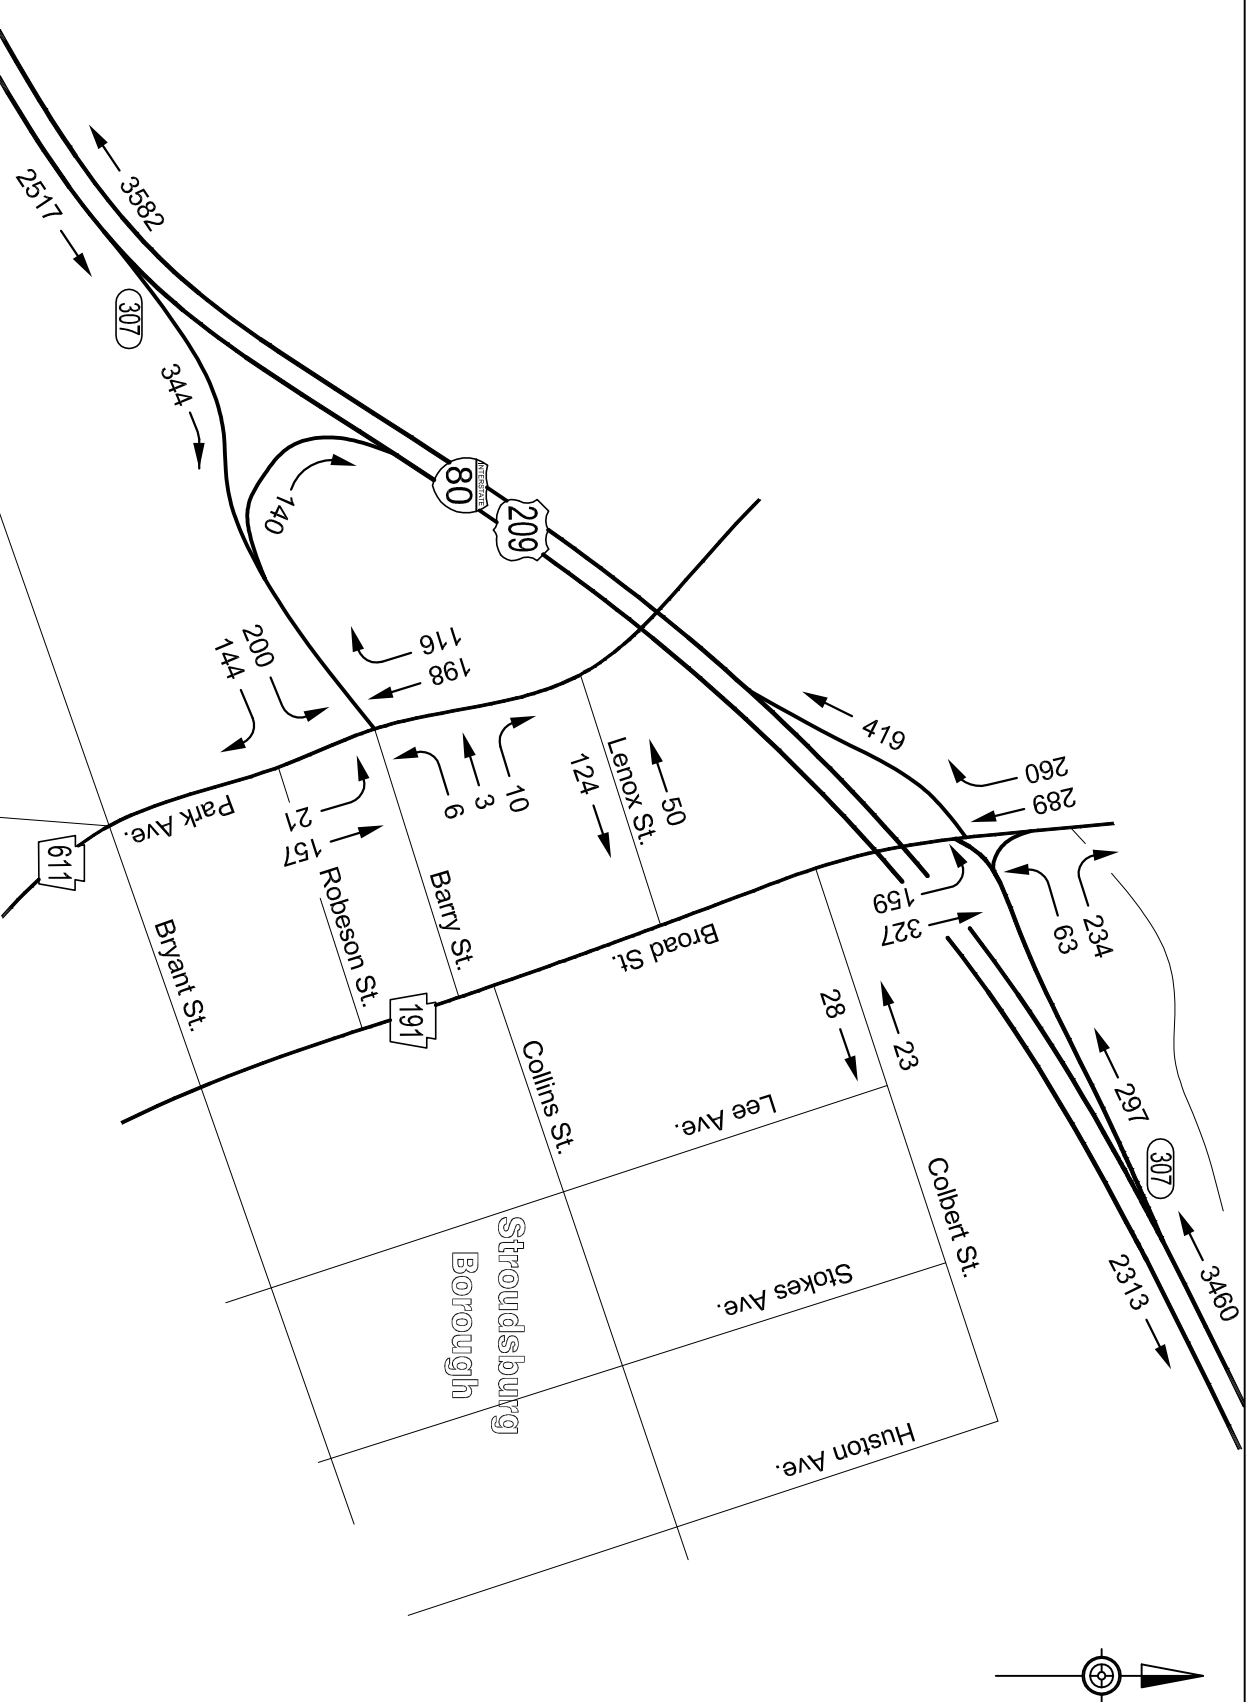 2517
3582
307
344
140
INTERSTATE
80
209
200
144
116
198
419
260
289
10
3
6
124
Lenox St.
50
Park Ave.
21
157
611
Robeson St.
Barry St.
159
327
63
234
Bryant St.
Broad St.
191
28
23
Collins St.
Lee Ave.
297
307
Colbert St.
Stroudsburg
Borough
Stokes Ave.
2313
3460
Huston Ave.